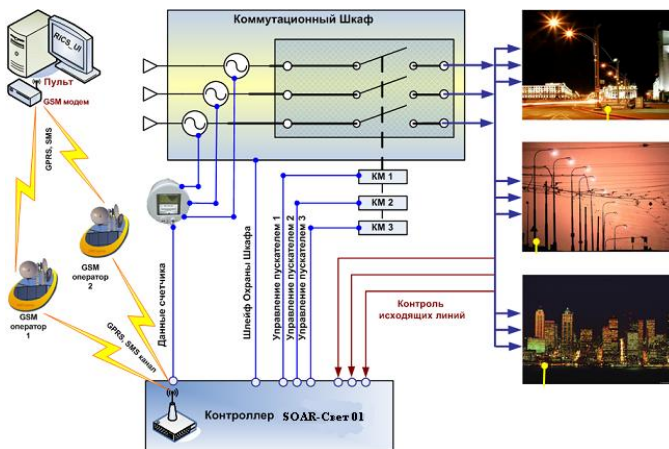 Коммутационный Шкаф
RICS_UI
Пульт
GSM модем
GPRS, SMS
КМ 1
КМ 2
КМ 3
GSM
оператор
2
GSM
оператор
1
GPRS, SMS канал
Данные счетчика
Шлейф Охраны Шкафа
Управление пускателем 1
Управление пускателем 2
Управление пускателем 3
Контроль
исходящих линий
Контроллер SOAR-Свет 01